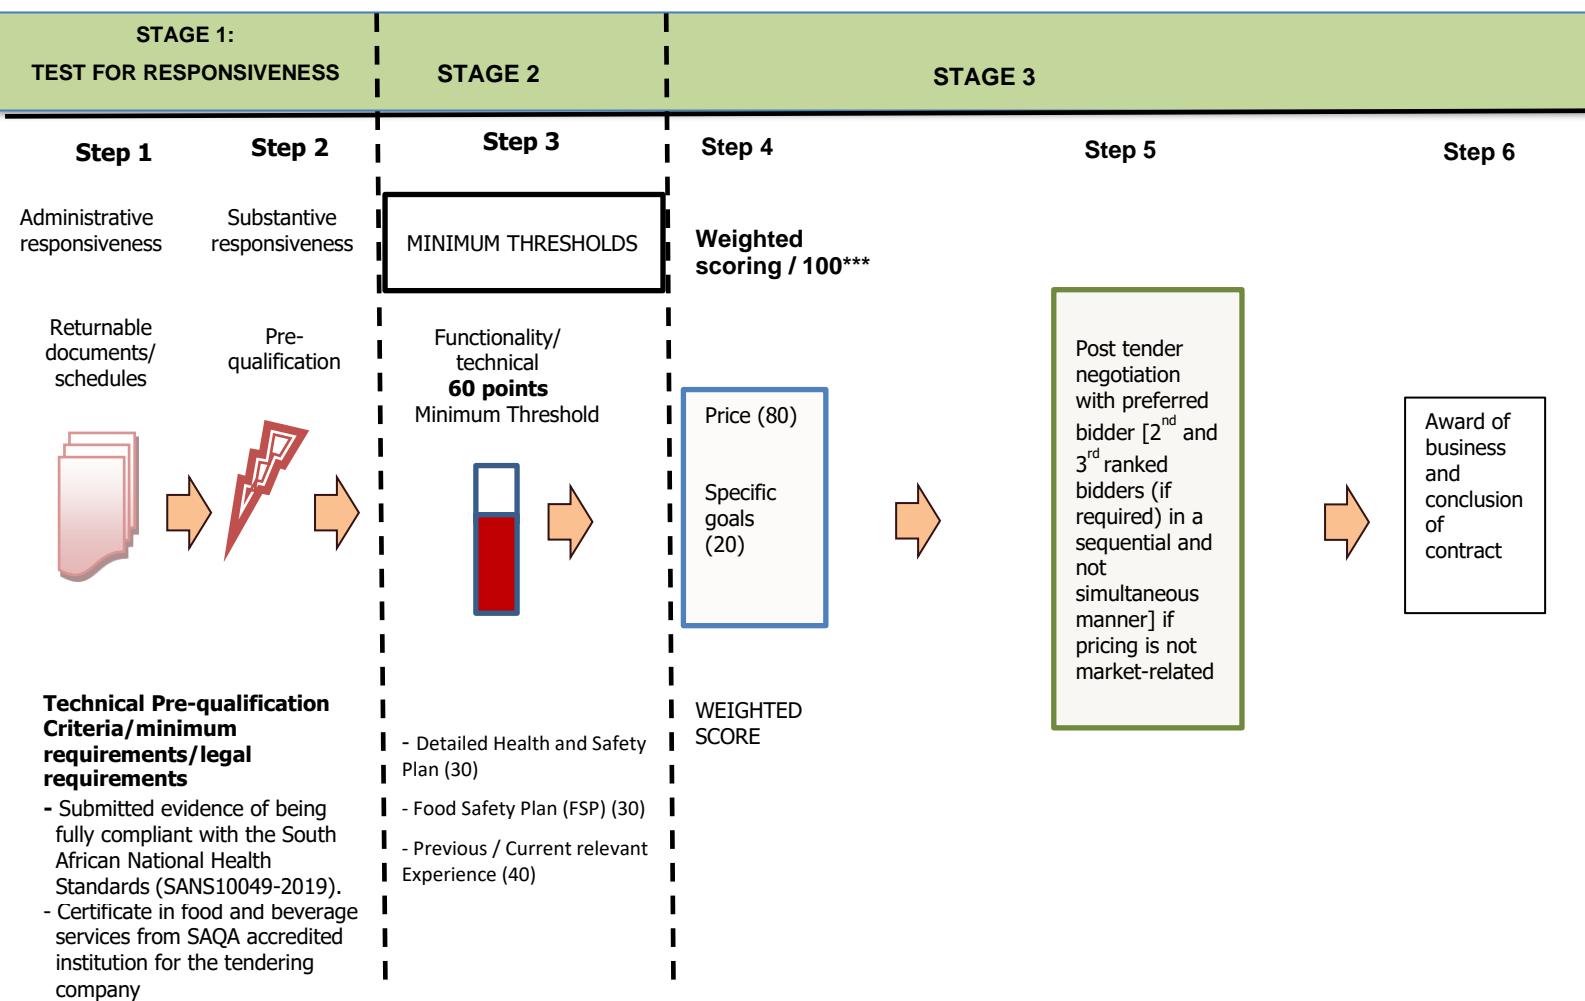 STAGE 1:
TEST FOR RESPONSIVENESS
STAGE 2
STAGE 3
Step 1
Step 2
Step 3
Step 4
Step 5
Step 6
Administrative
responsiveness
Substantive
responsiveness
MINIMUM THRESHOLDS
Weighted
scoring / 100***
Returnable
documents/
schedules
Pre-
qualification
Functionality/
technical
60 points
Minimum Threshold
Price (80)
Specific
goals
(20)
Post tender
negotiation
with preferred
bidder [2nd and
3rd ranked
bidders (if
required) in a
sequential and
not
simultaneous
manner] if
pricing is not
market-related
Award of
business
and
conclusion
of
contract
Technical Pre-qualification
Criteria/minimum
requirements/legal
requirements
- Submitted evidence of being
fully compliant with the South
African National Health
Standards (SANS10049-2019).
- Certificate in food and beverage
services from SAQA accredited
institution for the tendering
company
- Detailed Health and Safety
Plan (30)
- Food Safety Plan (FSP) (30)
- Previous / Current relevant
Experience (40)
WEIGHTED
SCORE